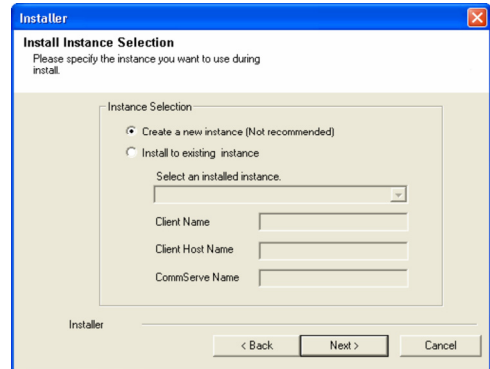 Installer
Install Instance Selection
Please specify the instance you want to use during
install.
Instance Selection
Create a new instance (Not recommended)
Install to existing instance
Select an installed instance.
Client Name
Client Host Name
CommServe Name
Installer
< Back
Next >
Cancel